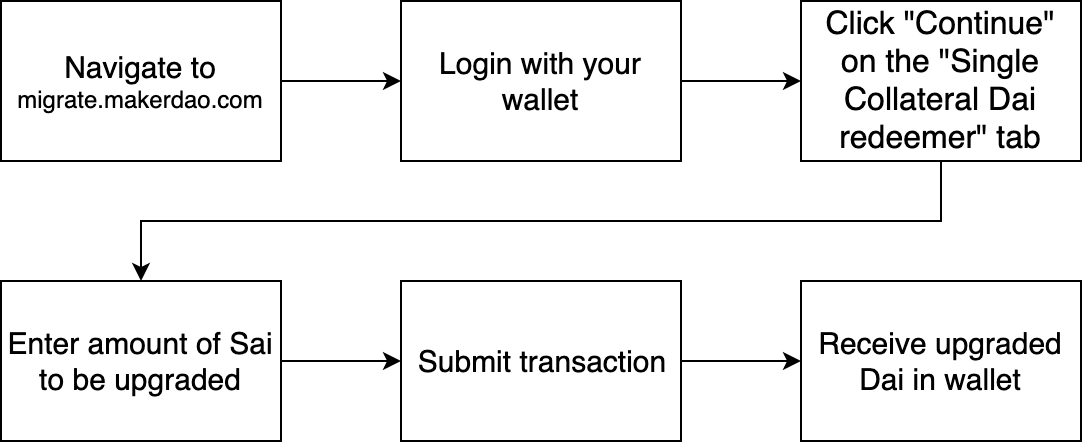 Navigate to
migrate.makerdao.com
Login with your
wallet
Click "Continue"
on the "Single
Collateral Dai
redeemer" tab
Enter amount of Sai
to be upgraded
Submit transaction
Receive upgraded
Dai in wallet